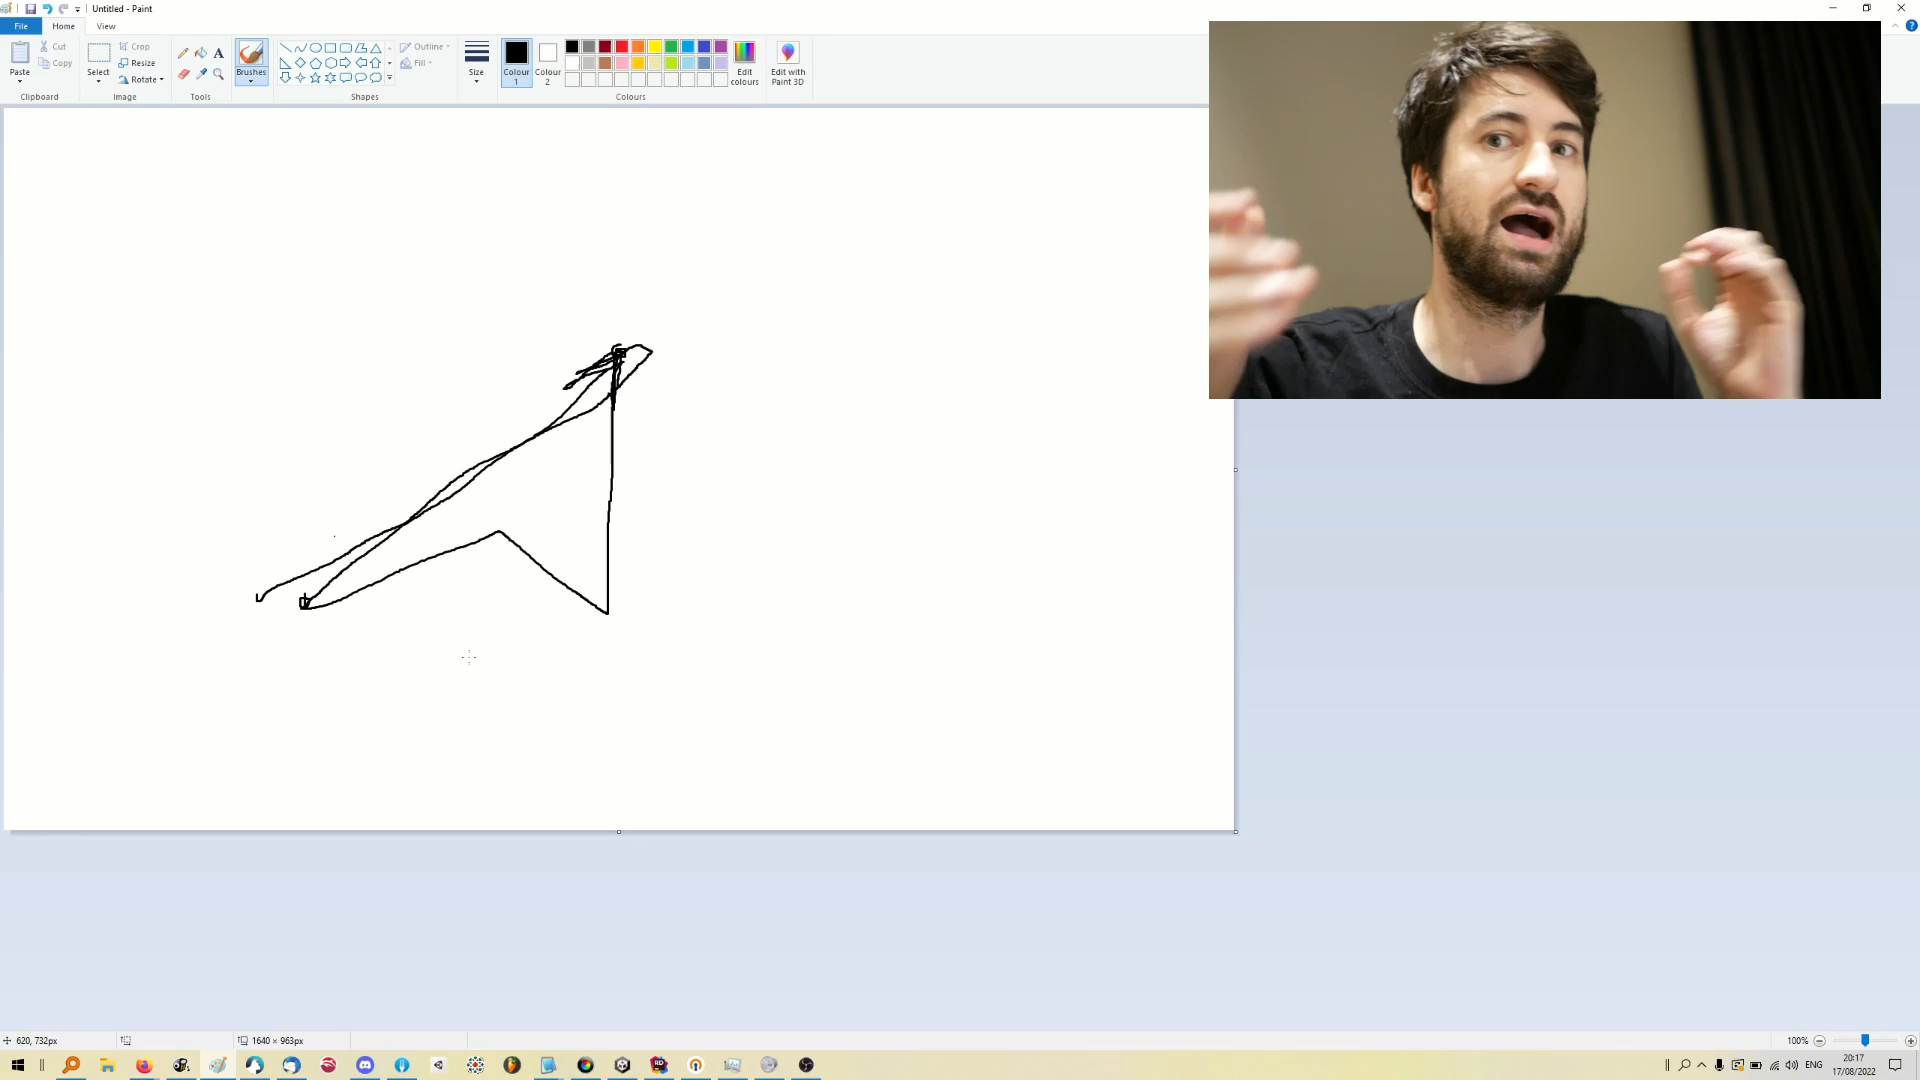 Untitled - Paint
File Home View
Paste
Cut
Copy
Clipboard
Select
Crop
Resize
Rotate
Image
A
Tools
Brushes
Outline
Fill
Shapes
Size
Colour 1
Colour 2
Edit colours
Colours
Edit with Paint 3D
620, 732px
1640 × 963px
100%
ENG
20:17
17/08/2022